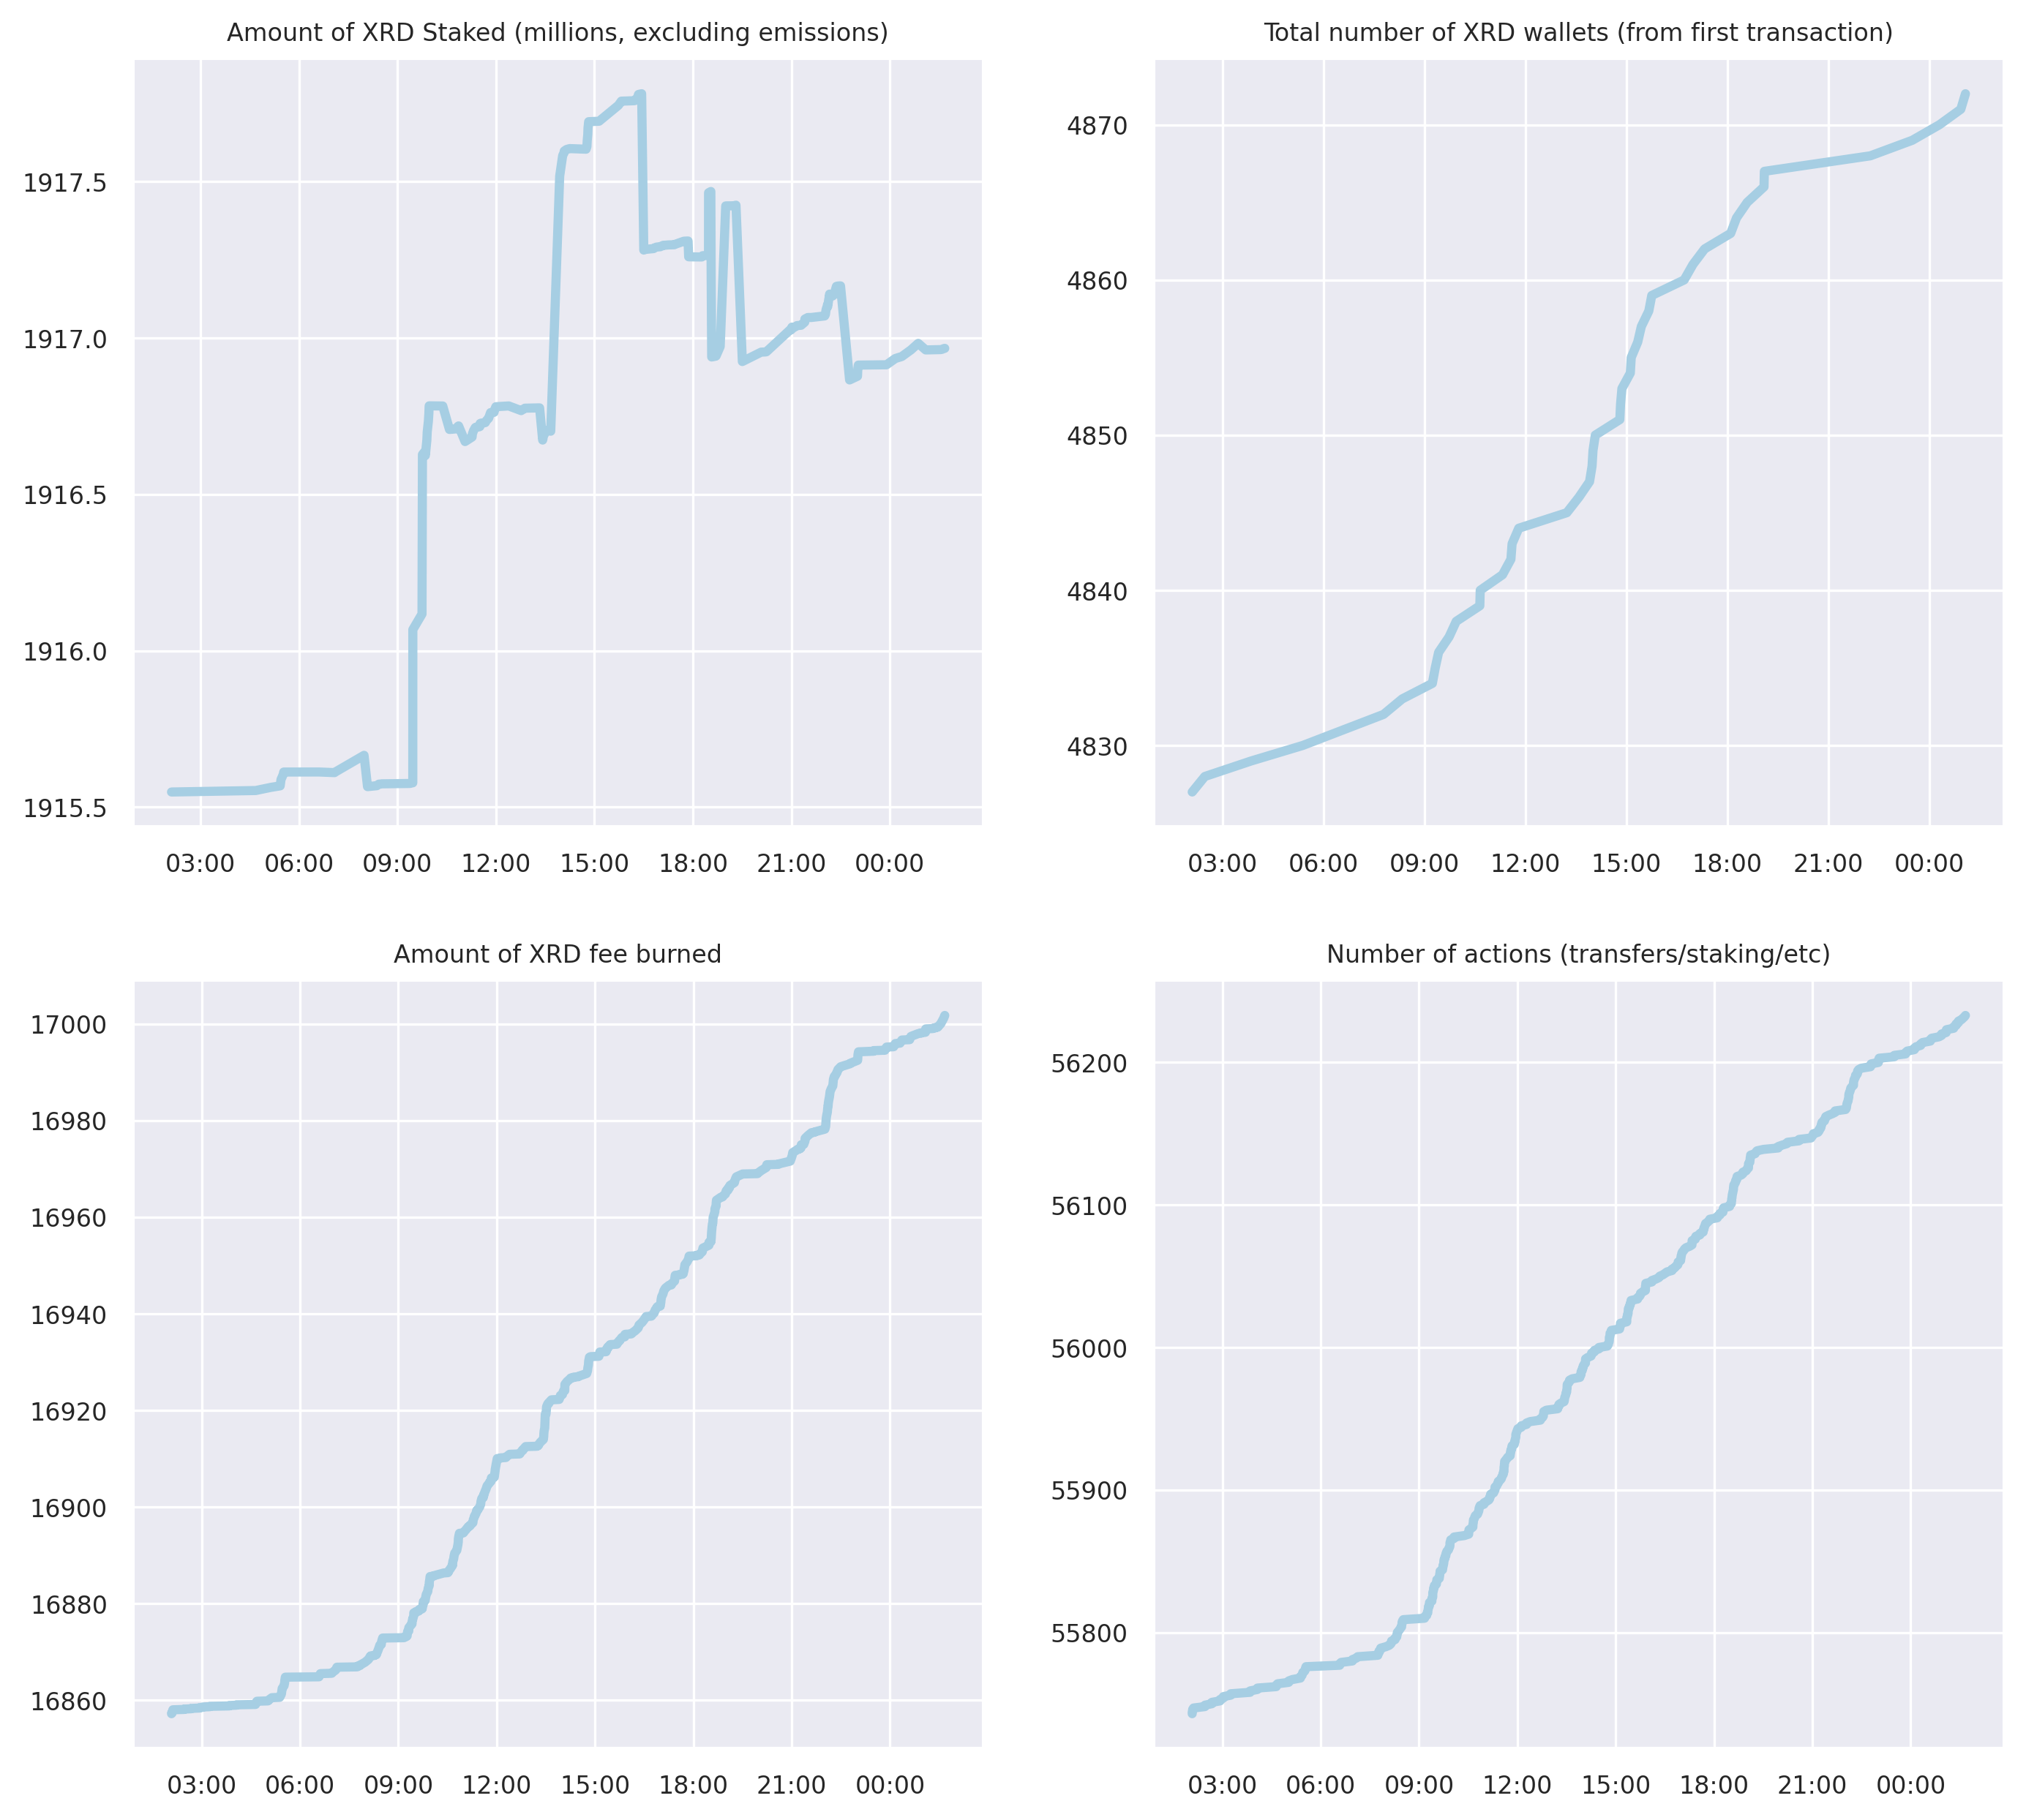 Amount of XRD Staked (millions, excluding emissions)
1917.5
1917.0
1916.5
1916.0
1915.5
03:00 06:00 09:00 12:00 15:00 18:00 21:00 00:00
Total number of XRD wallets (from first transaction)
4870
4860
4850
4840
4830
03:00 06:00 09:00 12:00 15:00 18:00 21:00 00:00
Amount of XRD fee burned
17000
16980
16960
16940
16920
16900
16880
16860
03:00 06:00 09:00 12:00 15:00 18:00 21:00 00:00
Number of actions (transfers/staking/etc)
56200
56100
56000
55900
55800
03:00 06:00 09:00 12:00 15:00 18:00 21:00 00:00